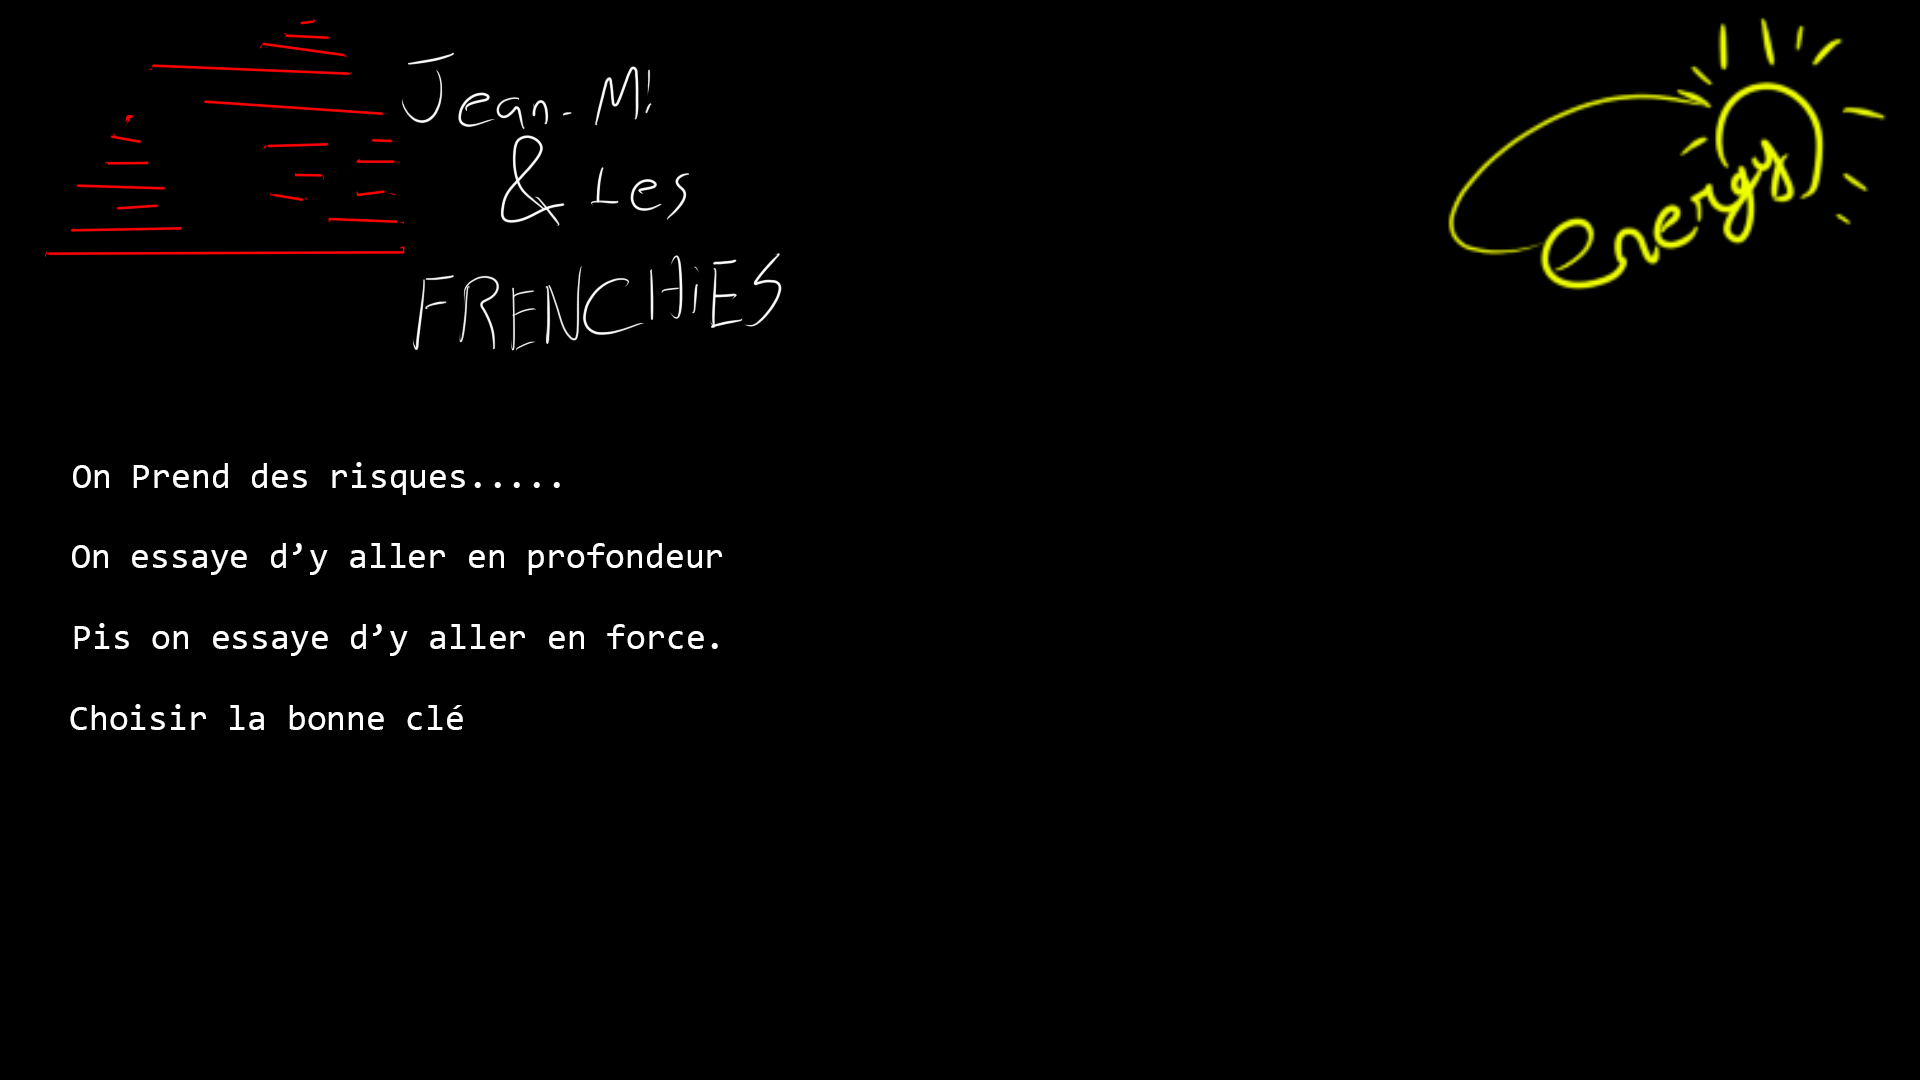 Jean-Mi
& Les
FRENCHIES
energy
On Prend des risques.....
On essaye d’y aller en profondeur
Pis on essaye d’y aller en force.
Choisir la bonne clé